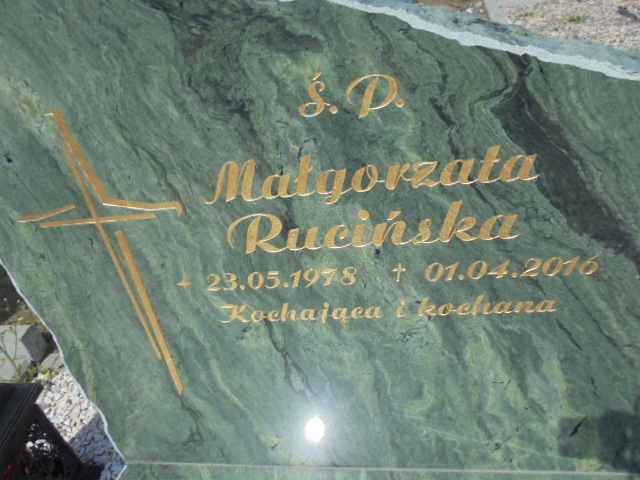 Ś. P.
Małgorzata
Rucińska
* 23.05.1978 † 01.04.2016
Kochająca i kochana